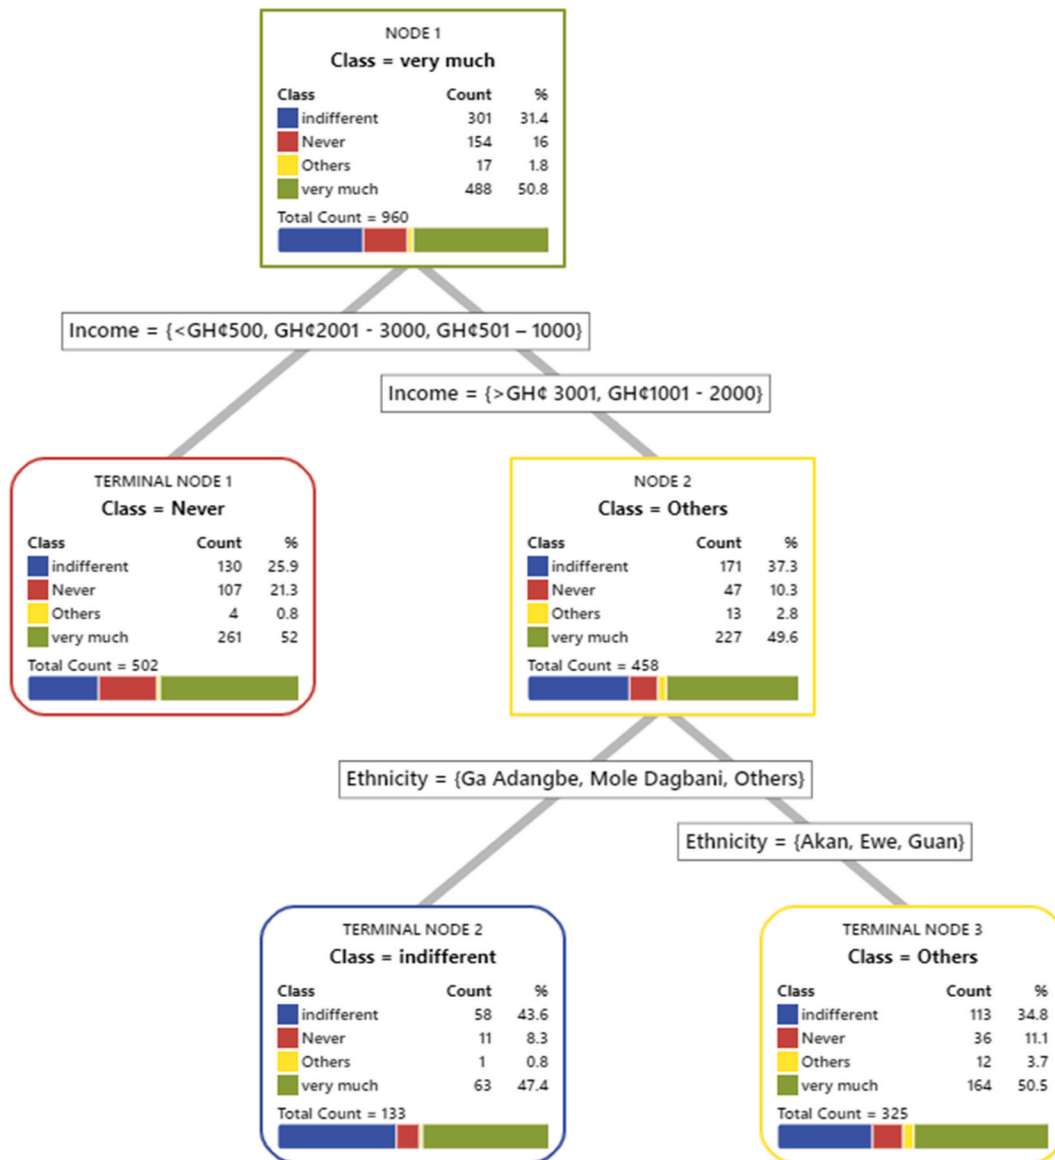 NODE 1
Class = very much
Class Count %
indifferent 301 31.4
Never 154 16
Others 17 1.8
very much 488 50.8
Total Count = 960
Income = {<GH¢500, GH¢2001 - 3000, GH¢501 – 1000}
Income = {>GH¢ 3001, GH¢1001 - 2000}
TERMINAL NODE 1
Class = Never
Class Count %
indifferent 130 25.9
Never 107 21.3
Others 4 0.8
very much 261 52
Total Count = 502
NODE 2
Class = Others
Class Count %
indifferent 171 37.3
Never 47 10.3
Others 13 2.8
very much 227 49.6
Total Count = 458
Ethnicity = {Ga Adangbe, Mole Dagbani, Others}
Ethnicity = {Akan, Ewe, Guan}
TERMINAL NODE 2
Class = indifferent
Class Count %
indifferent 58 43.6
Never 11 8.3
Others 1 0.8
very much 63 47.4
Total Count = 133
TERMINAL NODE 3
Class = Others
Class Count %
indifferent 113 34.8
Never 36 11.1
Others 12 3.7
very much 164 50.5
Total Count = 325